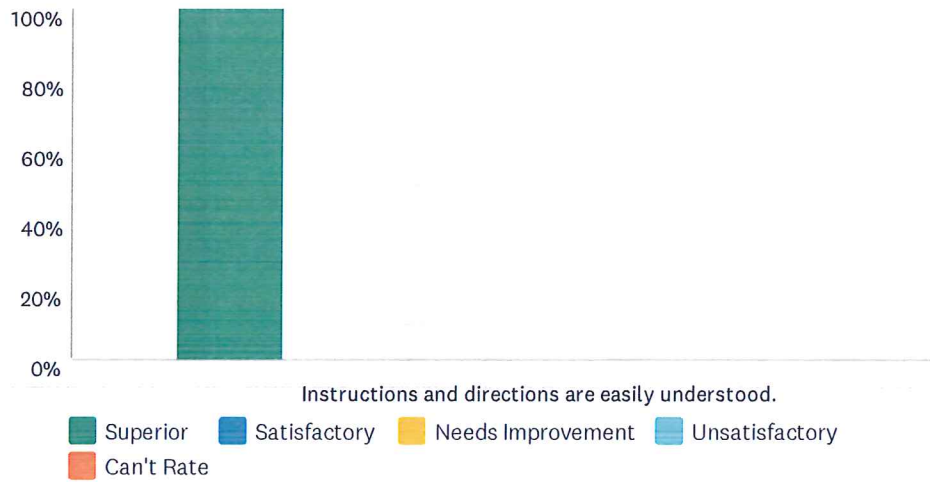 100%
80%
60%
40%
20%
0%
Instructions and directions are easily understood.
Superior Satisfactory Needs Improvement Unsatisfactory
Can't Rate